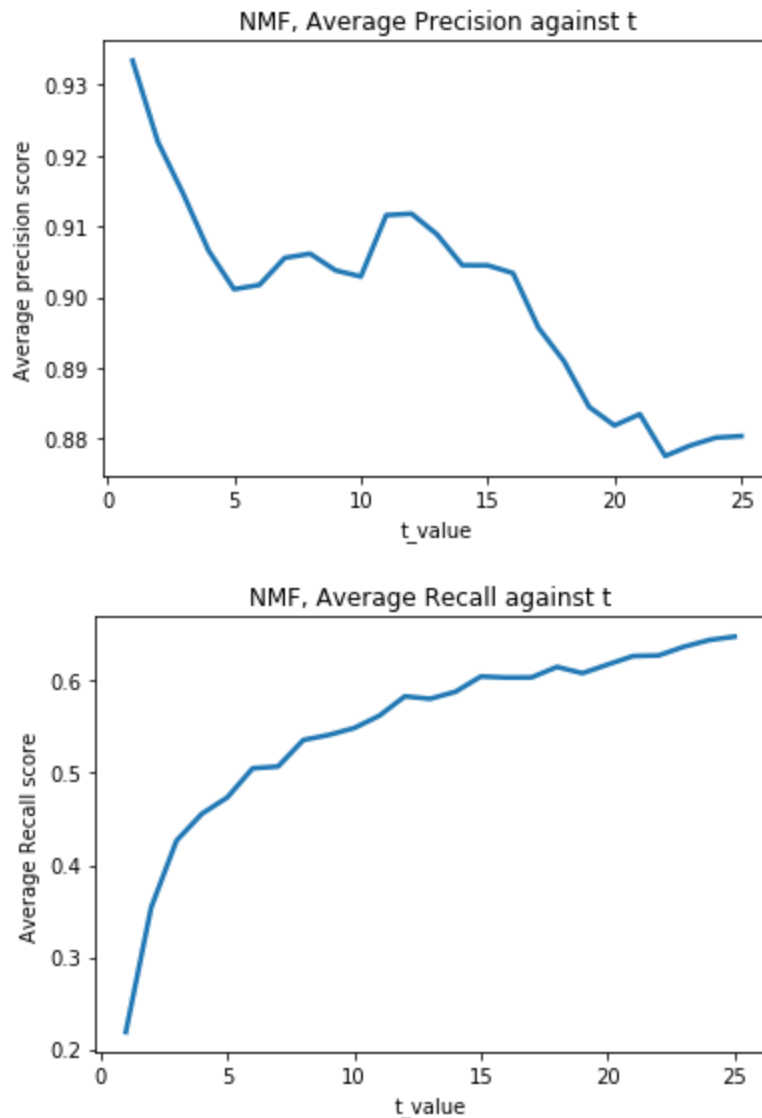 NMF, Average Precision against t
Average precision score
0.93
0.92
0.91
0.90
0.89
0.88
0 5 10 15 20 25
t_value
NMF, Average Recall against t
Average Recall score
0.6
0.5
0.4
0.3
0.2
0 5 10 15 20 25
t_value